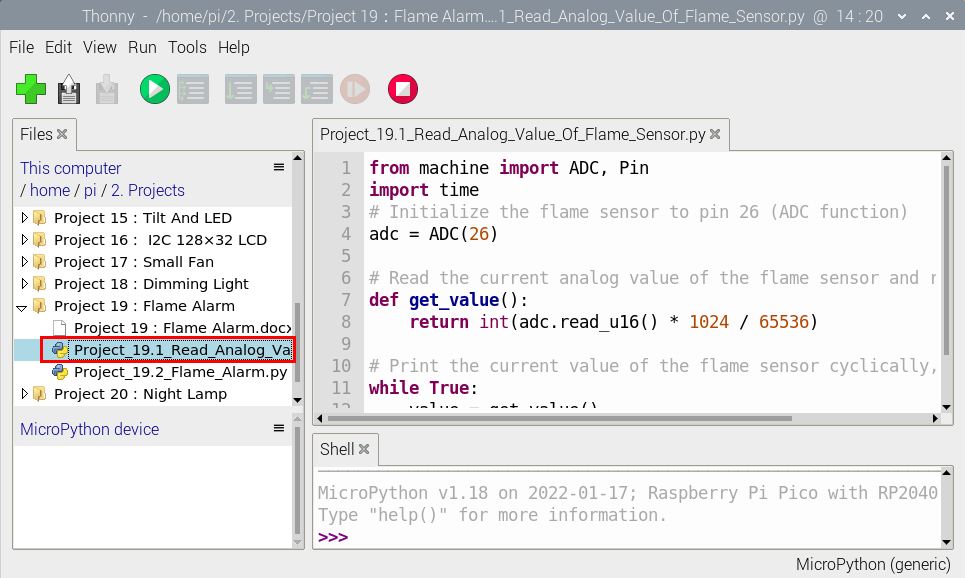 Thonny - /home/pi/2. Projects/Project 19 : Flame Alarm....1_Read_Analog_Value_Of_Flame_Sensor.py @ 14 : 20
File Edit View Run Tools Help
Files
This computer
/ home / pi / 2. Projects
Project 15 : Tilt And LED
Project 16 : I2C 128×32 LCD
Project 17 : Small Fan
Project 18 : Dimming Light
Project 19 : Flame Alarm
Project 19 : Flame Alarm.docx
Project_19.1_Read_Analog_Va
Project_19.2_Flame_Alarm.py
Project 20 : Night Lamp
MicroPython device
Project_19.1_Read_Analog_Value_Of_Flame_Sensor.py
1 from machine import ADC, Pin
2 import time
3 # Initialize the flame sensor to pin 26 (ADC function)
4 adc = ADC(26)
5
6 # Read the current analog value of the flame sensor and r
7 def get_value():
8     return int(adc.read_u16() * 1024 / 65536)
9
10 # Print the current value of the flame sensor cyclically,
11 while True:
12     value = get_value()
Shell
MicroPython v1.18 on 2022-01-17; Raspberry Pi Pico with RP2040
Type "help()" for more information.
>>>
MicroPython (generic)